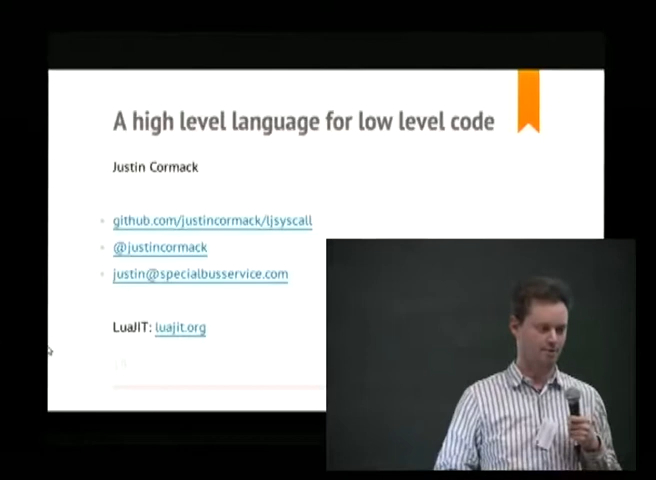 A high level language for low level code
Justin Cormack
github.com/justincormack/ljsyscall
@justincormack
justin@specialbusservice.com
LuaJIT: luajit.org